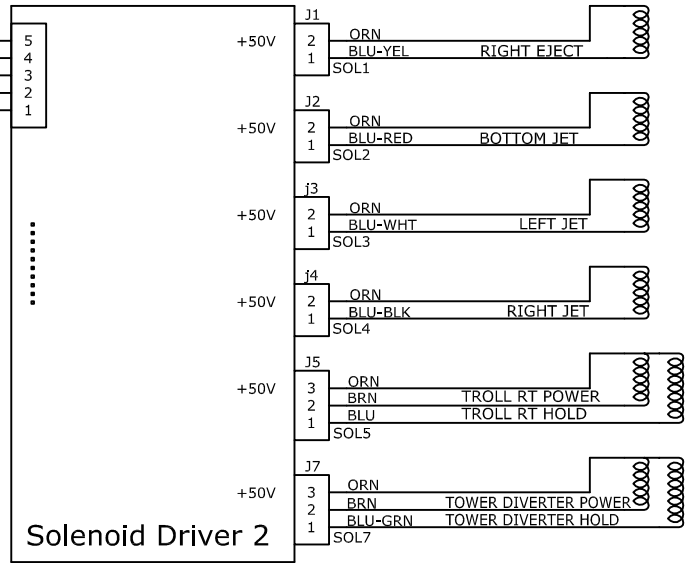 5
4
3
2
1
J1
+50V
2
1
ORN
BLU-YEL
RIGHT EJECT
SOL1
J2
+50V
2
1
ORN
BLU-RED
BOTTOM JET
SOL2
j3
+50V
2
1
ORN
BLU-WHT
LEFT JET
SOL3
j4
+50V
2
1
ORN
BLU-BLK
RIGHT JET
SOL4
J5
+50V
3
2
1
ORN
BRN
BLU
TROLL RT POWER
TROLL RT HOLD
SOL5
J7
+50V
3
2
1
ORN
BRN
BLU-GRN
TOWER DIVERTER POWER
TOWER DIVERTER HOLD
SOL7
Solenoid Driver 2